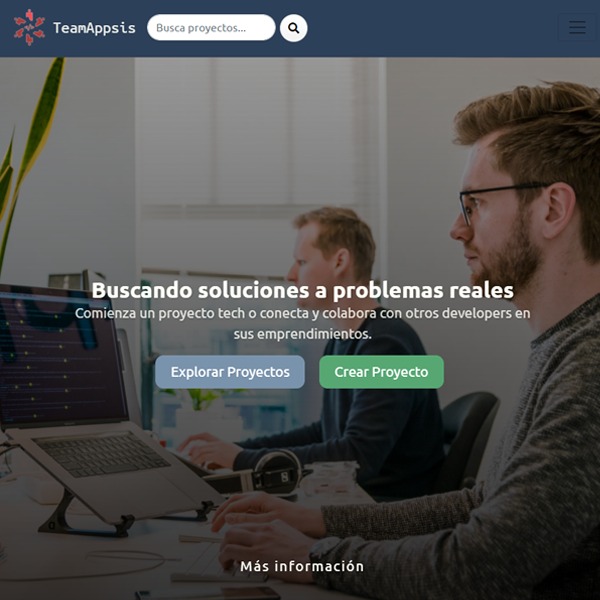 TeamAppsis
Busca proyectos...
Buscando soluciones a problemas reales
Comienza un proyecto tech o conecta y colabora con otros developers en
sus emprendimientos.
Explorar Proyectos
Crear Proyecto
Más información